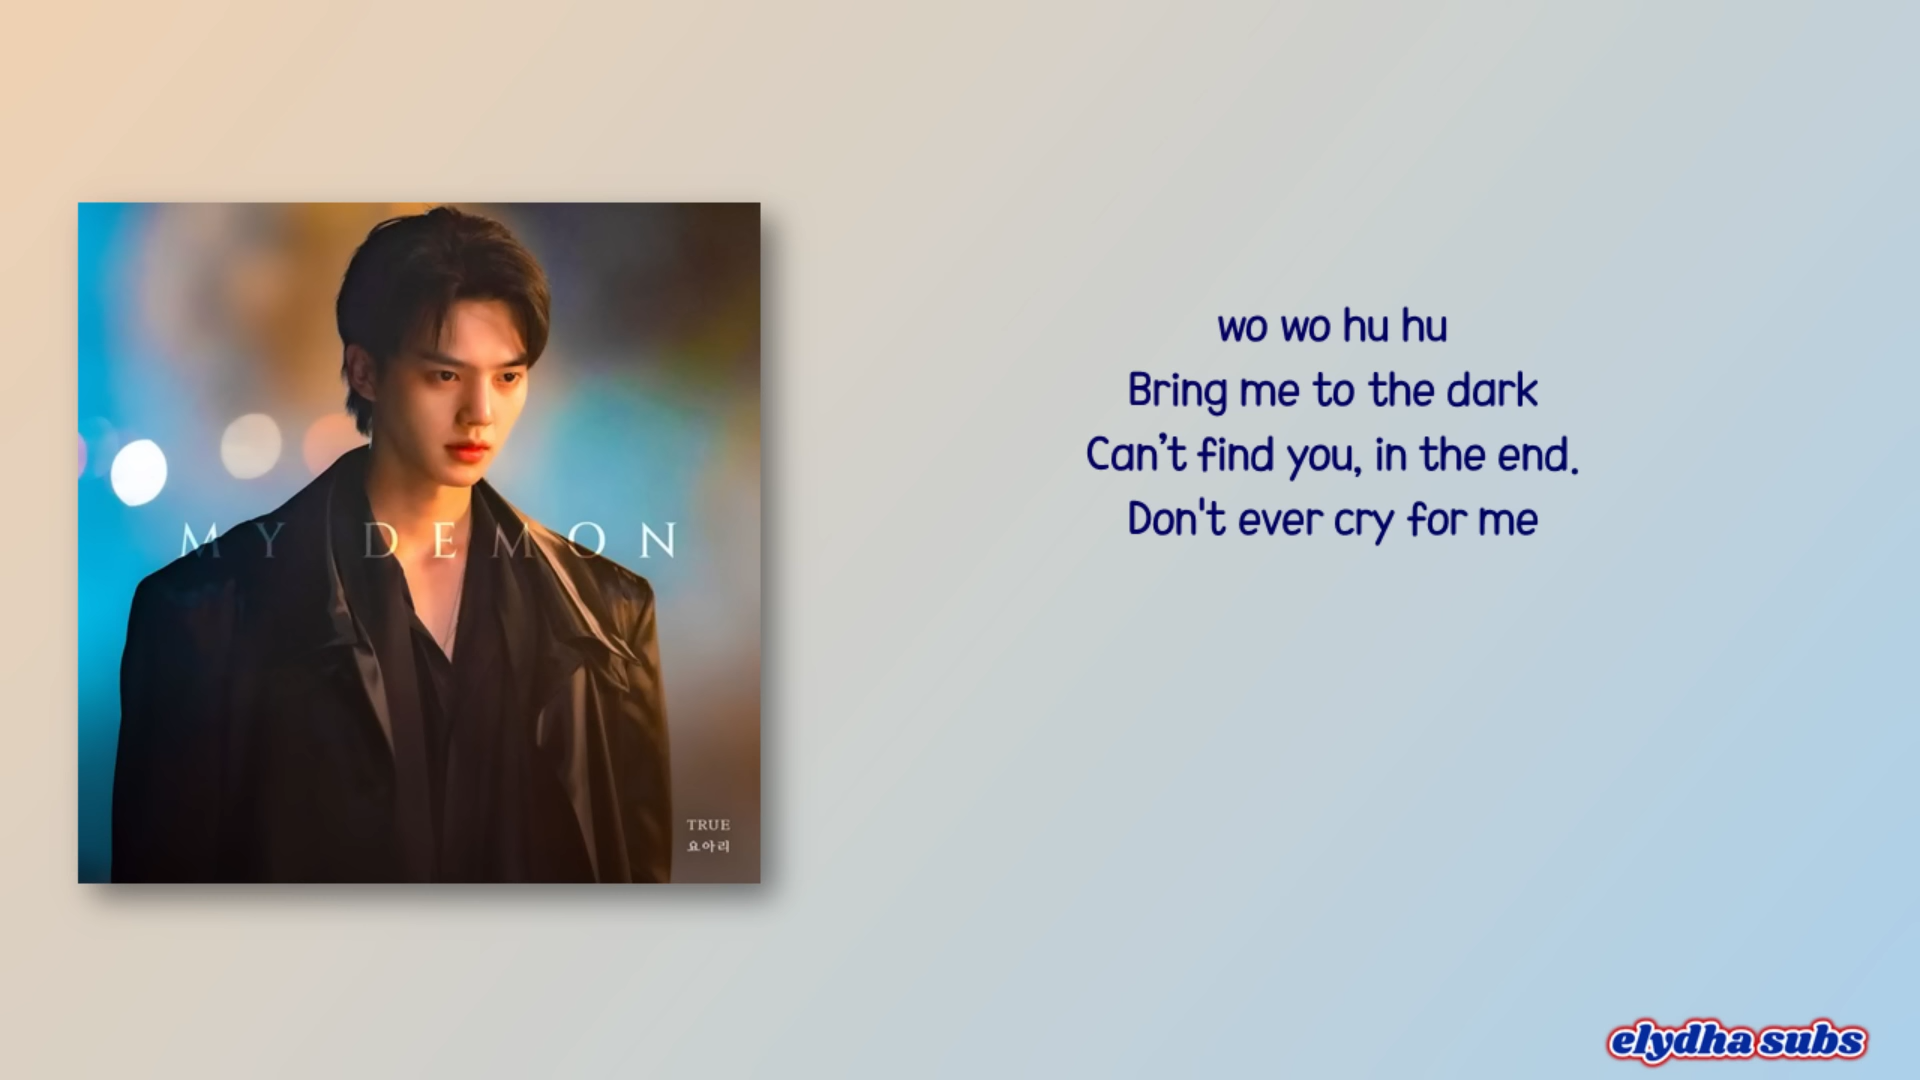 MY DEMON
TRUE
요아리
wo wo hu hu
Bring me to the dark
Can’t find you, in the end.
Don't ever cry for me
elydha subs